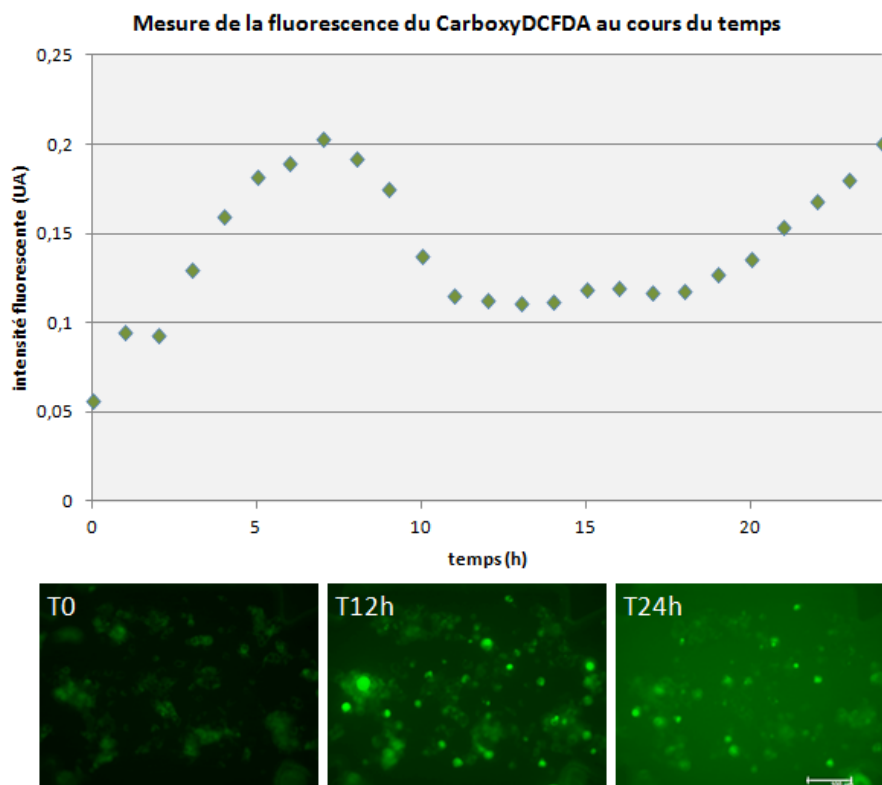 Mesure de la fluorescence du CarboxyDCFDA au cours du temps
0,25
0,2
0,15
0,1
0,05
0
intensité fluorescente (UA)
0 5 10 15 20
temps (h)
T0 T12h T24h